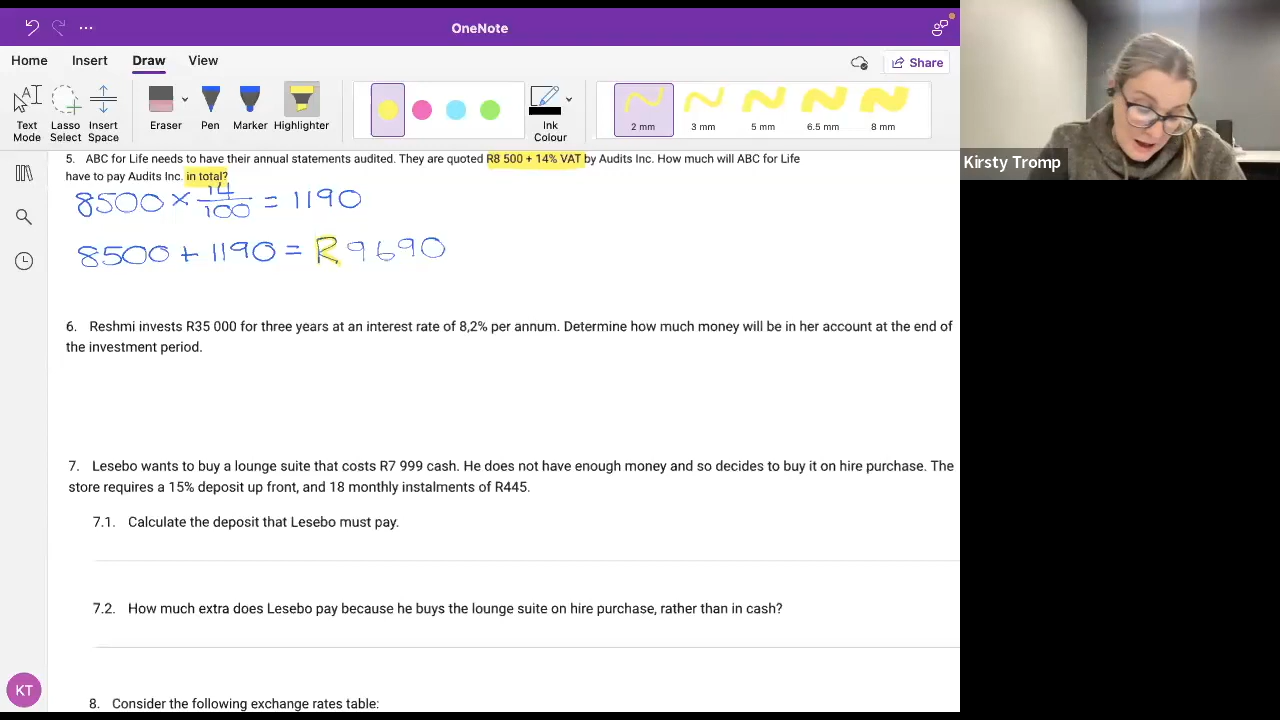 OneNote
Home Insert Draw View Share
Text Mode Lasso Select Insert Space Eraser Pen Marker Highlighter Ink Colour 2 mm 3 mm 5 mm 6.5 mm 8 mm
Kirsty Tromp
5. ABC for Life needs to have their annual statements audited. They are quoted R8 500 + 14% VAT by Audits Inc. How much will ABC for Life
have to pay Audits Inc. in total?
8500 × 14/100 = 1190
8500 + 1190 = R9690
6. Reshmi invests R35 000 for three years at an interest rate of 8,2% per annum. Determine how much money will be in her account at the end of
the investment period.
7. Lesebo wants to buy a lounge suite that costs R7 999 cash. He does not have enough money and so decides to buy it on hire purchase. The
store requires a 15% deposit up front, and 18 monthly instalments of R445.
7.1. Calculate the deposit that Lesebo must pay.
7.2. How much extra does Lesebo pay because he buys the lounge suite on hire purchase, rather than in cash?
KT
8. Consider the following exchange rates table: